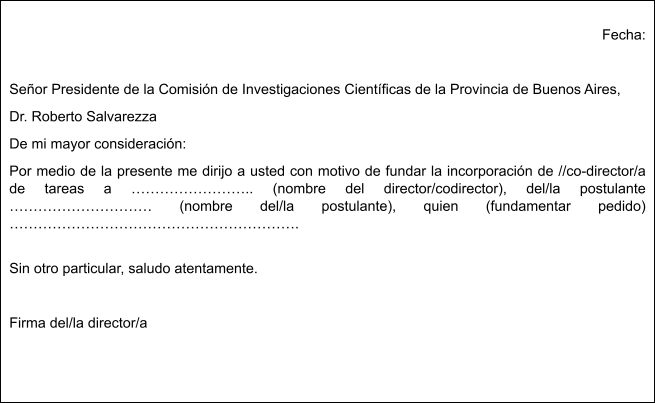 Fecha:
Señor Presidente de la Comisión de Investigaciones Científicas de la Provincia de Buenos Aires,
Dr. Roberto Salvarezza
De mi mayor consideración:
Por medio de la presente me dirijo a usted con motivo de fundar la incorporación de //co-director/a
de tareas a …………………….. (nombre del director/codirector), del/la postulante
………………………… (nombre del/la postulante), quien (fundamentar pedido)
…………………………………………………….
Sin otro particular, saludo atentamente.
Firma del/la director/a